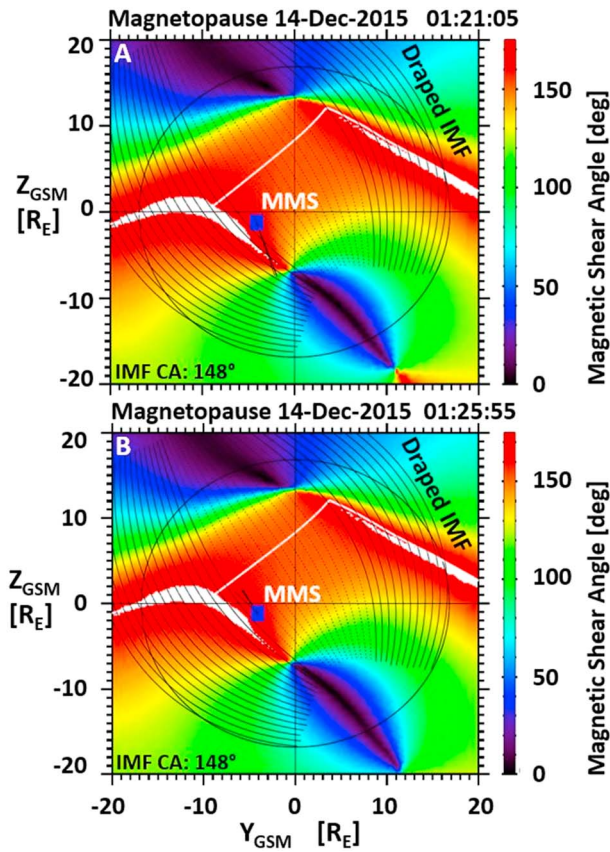 Magnetopause 14-Dec-2015 01:21:05
20
A
Draped IMF
150
10
Z_GSM
[R_E]
MMS
0
100
-10
50
IMF CA: 148°
-20
0
Magnetic Shear Angle [deg]
Magnetopause 14-Dec-2015 01:25:55
20
B
Draped IMF
150
10
Z_GSM
[R_E]
MMS
0
100
-10
50
IMF CA: 148°
-20
0
Magnetic Shear Angle [deg]
-20 -10 0 10 20
Y_GSM [R_E]